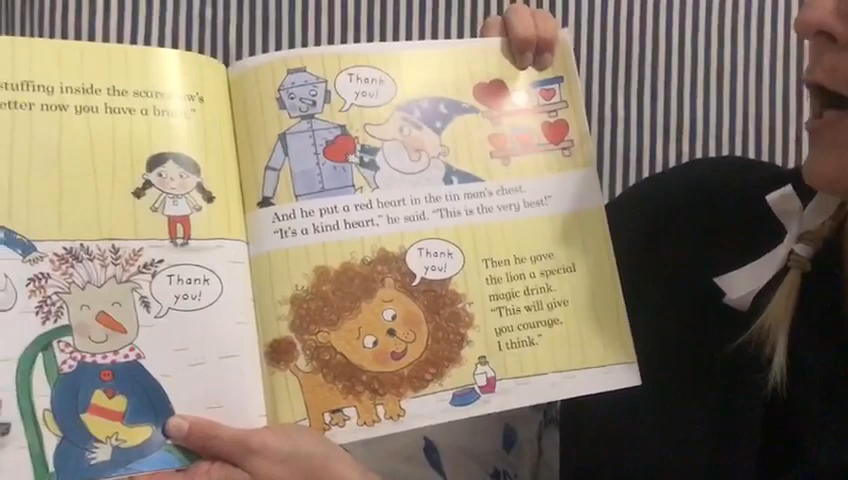 stuffing inside the scarecrow's
etter now you have a brain."
Thank
you!
Thank
you!
And he put a red heart in the tin man's chest.
"It's a kind heart," he said. "This is the very best!"
Thank
you!
Then he gave
the lion a special
magic drink.
"This will give
you courage,
I think."